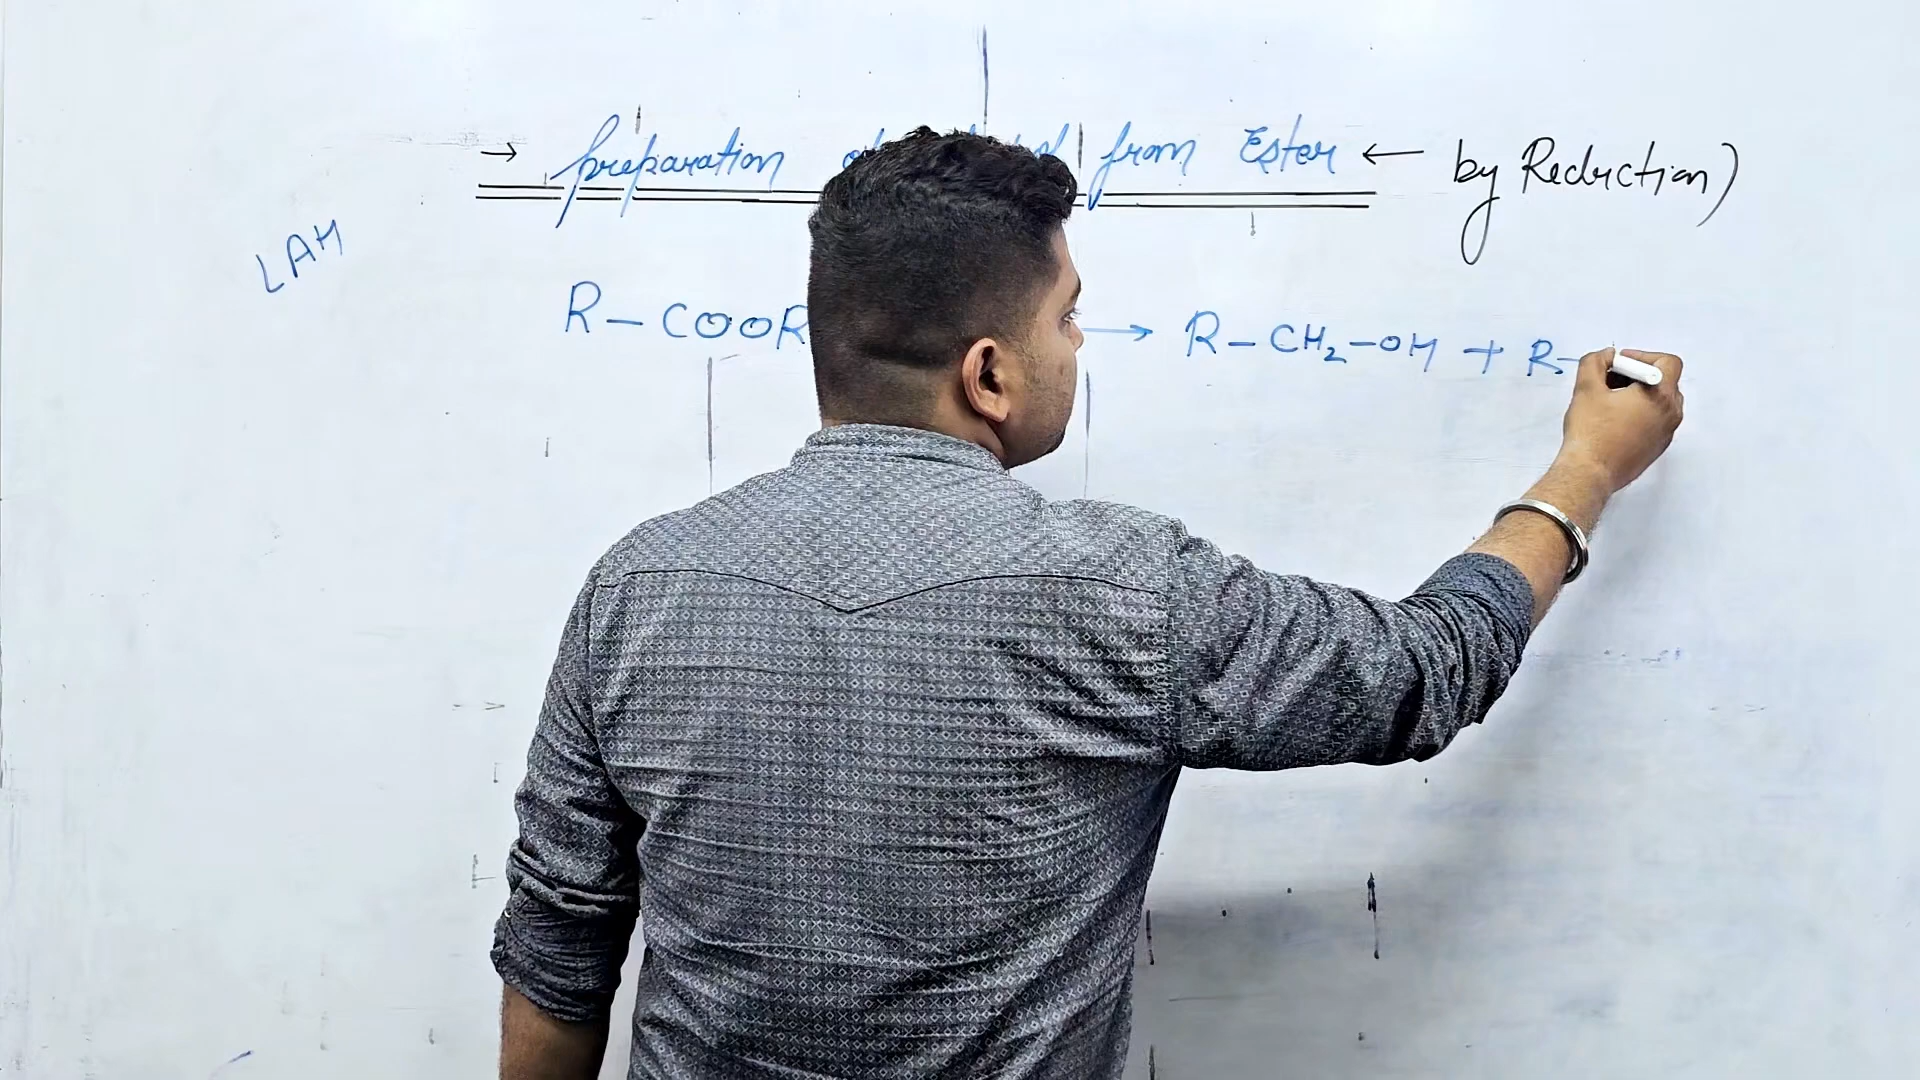 → preparation from Ester ← by Reduction)
LAH
R – COOR → R – CH₂ – OH + R –